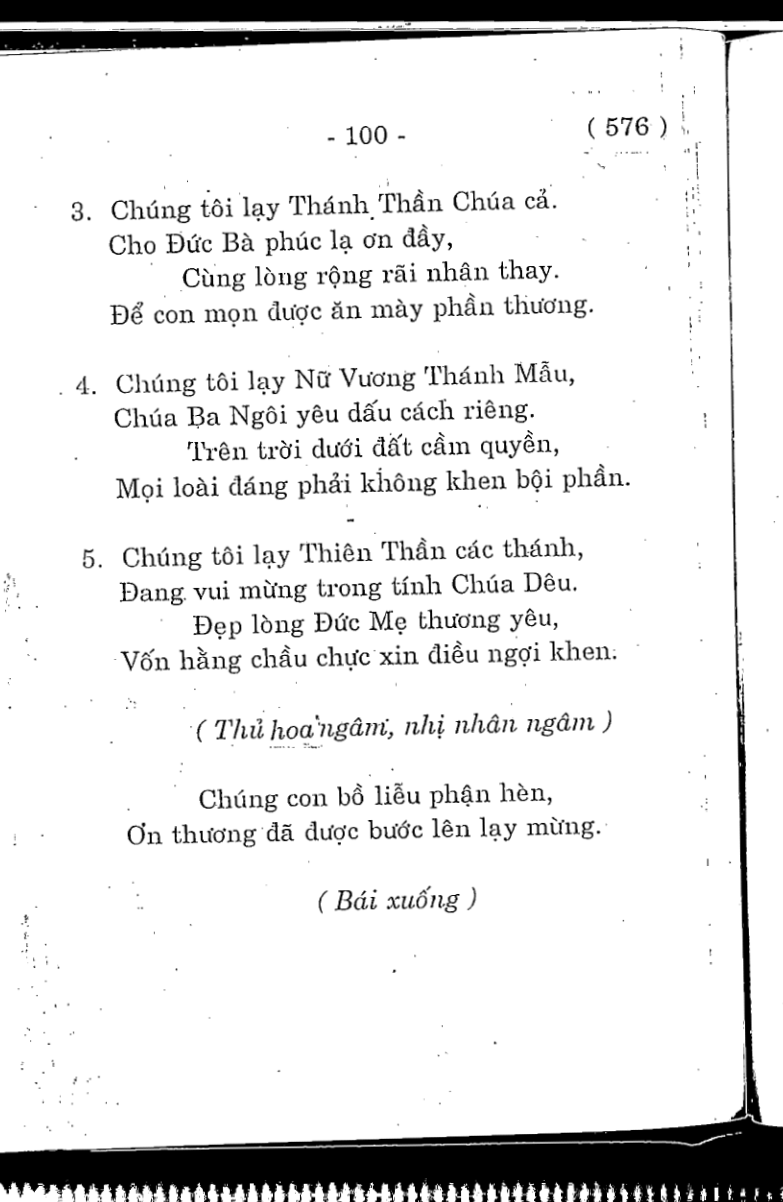 - 100 -
( 576 )
3. Chúng tôi lạy Thánh Thần Chúa cả.
Cho Đức Bà phúc lạ ơn đầy,
Cùng lòng rộng rãi nhân thay.
Để con mọn được ăn mày phần thương.
4. Chúng tôi lạy Nữ Vương Thánh Mẫu,
Chúa Ba Ngôi yêu dấu cách riêng.
Trên trời dưới đất cầm quyền,
Mọi loài đáng phải không khen bội phần.
5. Chúng tôi lạy Thiên Thần các thánh,
Đang vui mừng trong tính Chúa Dêu.
Đẹp lòng Đức Mẹ thương yêu,
Vốn hằng chầu chực xin điều ngợi khen.
( Thủ hoa ngâm, nhị nhân ngâm )
Chúng con bồ liễu phận hèn,
Ơn thương đã được bước lên lạy mừng.
( Bái xuống )